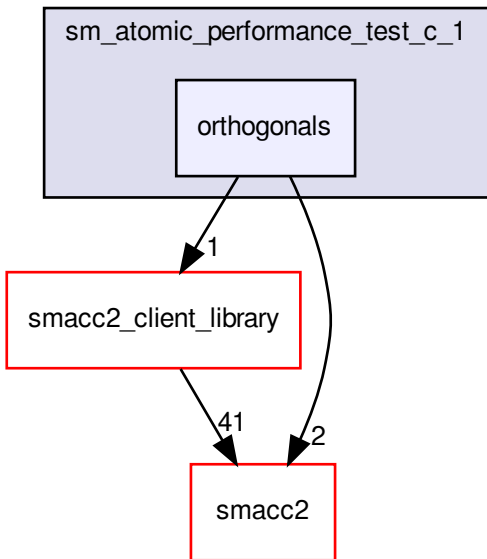 sm_atomic_performance_test_c_1
orthogonals
1
smacc2_client_library
41
2
smacc2